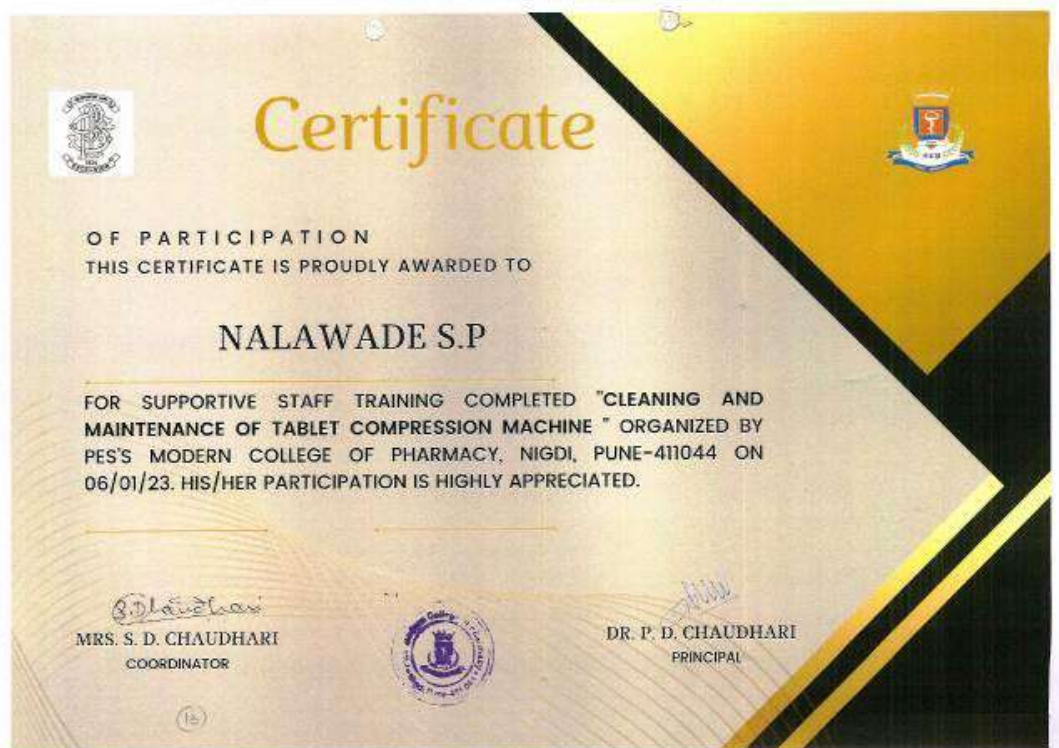 Certificate
OF PARTICIPATION
THIS CERTIFICATE IS PROUDLY AWARDED TO
NALAWADE S.P
FOR SUPPORTIVE STAFF TRAINING COMPLETED "CLEANING AND
MAINTENANCE OF TABLET COMPRESSION MACHINE " ORGANIZED BY
PES'S MODERN COLLEGE OF PHARMACY, NIGDI, PUNE-411044 ON
06/01/23. HIS/HER PARTICIPATION IS HIGHLY APPRECIATED.
S.D.Chaudhari
MRS. S. D. CHAUDHARI
COORDINATOR
DR. P. D. CHAUDHARI
PRINCIPAL